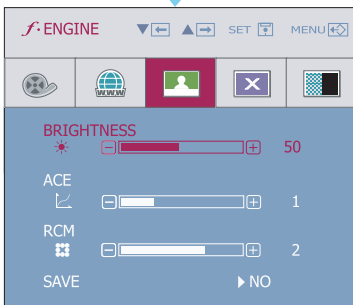 f·ENGINE ▼← ▲→ SET MENU
BRIGHTNESS
50
ACE
1
RCM
2
SAVE ▶NO